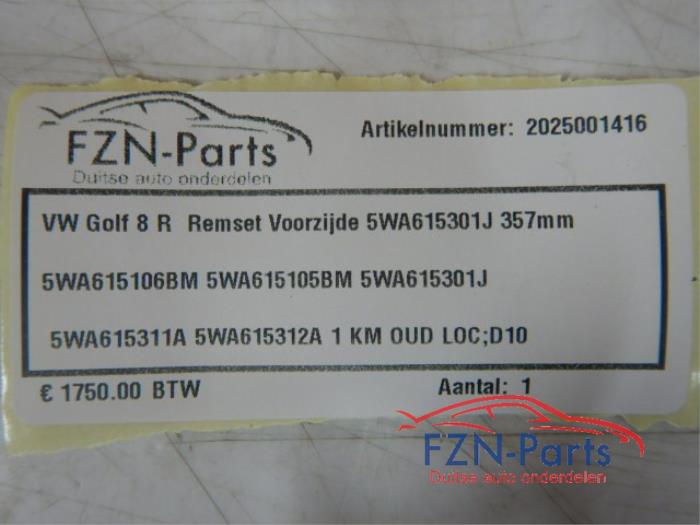 FZN-Parts
Duitse auto onderdelen
Artikelnummer: 2025001416
VW Golf 8 R Remset Voorzijde 5WA615301J 357mm
5WA615106BM 5WA615105BM 5WA615301J
5WA615311A 5WA615312A 1 KM OUD LOC;D10
€ 1750.00 BTW
Aantal: 1
FZN-Parts
Duitse auto onderdelen